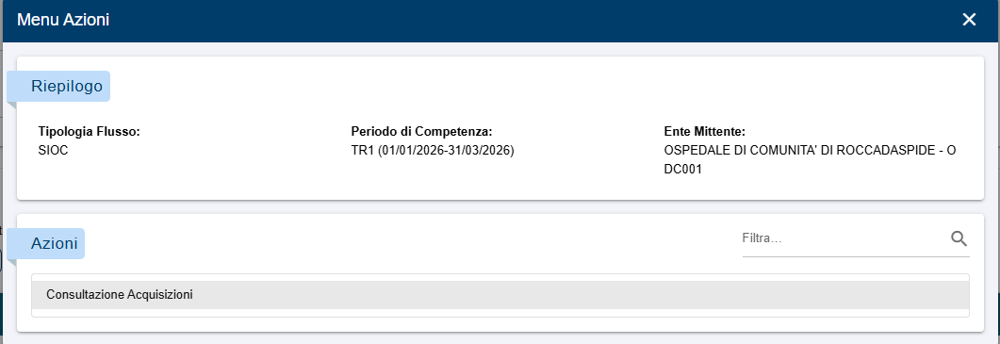 Menu Azioni
Riepilogo
Tipologia Flusso:
SIOC
Periodo di Competenza:
TR1 (01/01/2026-31/03/2026)
Ente Mittente:
OSPEDALE DI COMUNITA' DI ROCCADASPIDE - O
DC001
Azioni
Filtra...
Consultazione Acquisizioni